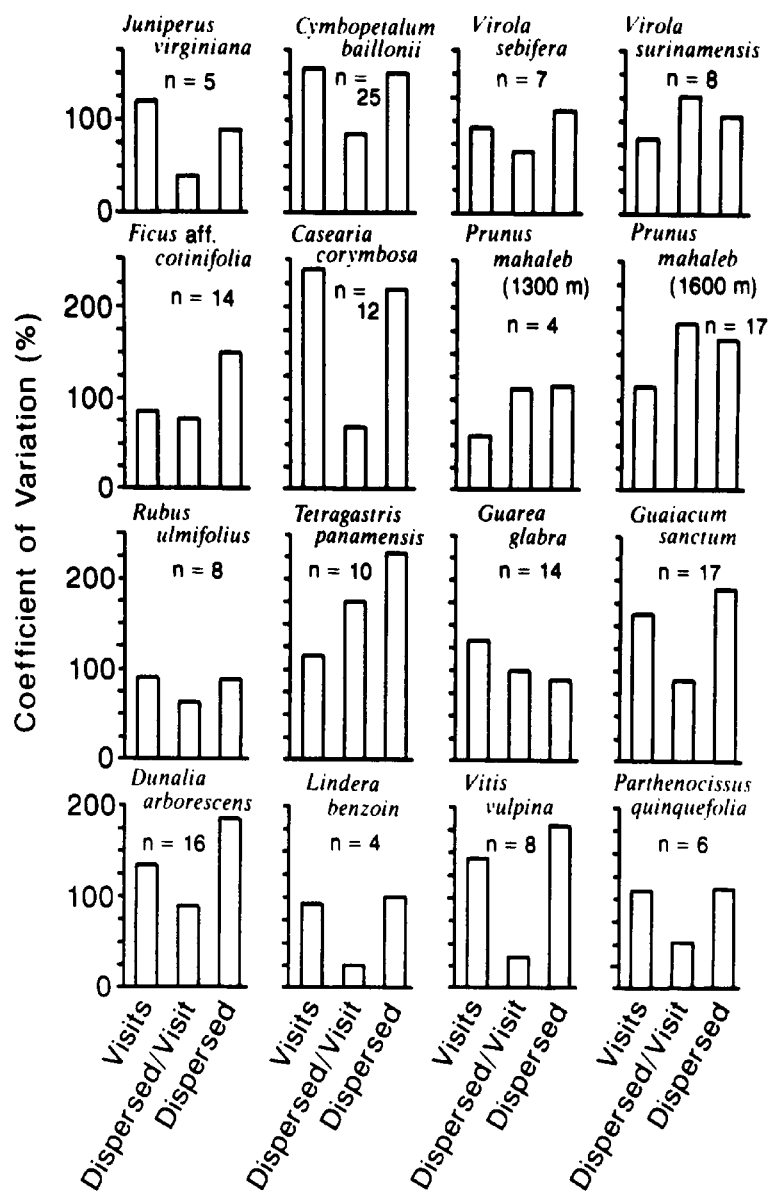 Juniperus
virginiana
n = 5
Cymbopetalum
baillonii
n =
25
Virola
sebifera
n = 7
Virola
surinamensis
n = 8
100
0
Ficus aff.
cotinifolia
n = 14
Casearia
corymbosa
n =
12
Prunus
mahaleb
(1300 m)
n = 4
Prunus
mahaleb
(1600 m)
n = 17
200
100
0
Coefficient of Variation (%)
Rubus
ulmifolius
n = 8
Tetragastris
panamensis
n = 10
Guarea
glabra
n = 14
Guaiacum
sanctum
n = 17
200
100
0
Dunalia
arborescens
n = 16
Lindera
benzoin
n = 4
Vitis
vulpina
n = 8
Parthenocissus
quinquefolia
n = 6
200
100
0
Visits
Dispersed/Visit
Dispersed
Visits
Dispersed/Visit
Dispersed
Visits
Dispersed/Visit
Dispersed
Visits
Dispersed/Visit
Dispersed